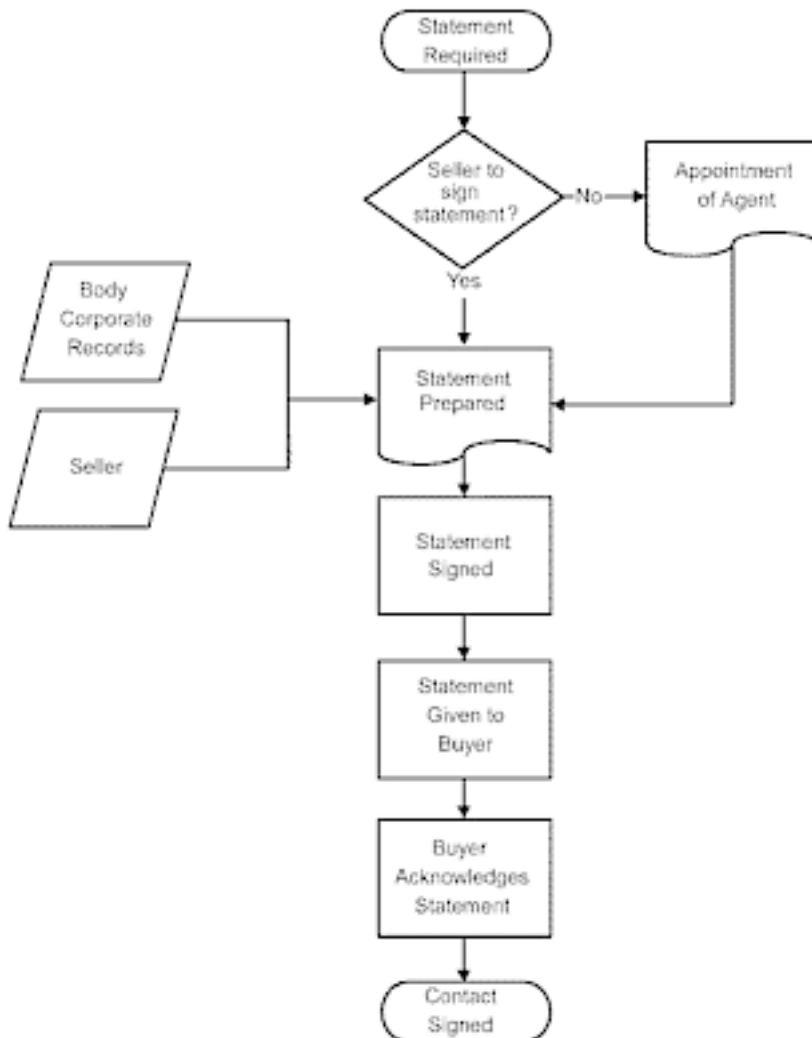 Statement
Required
Seller to
sign
statement?
No
Appointment
of Agent
Yes
Body
Corporate
Records
Statement
Prepared
Seller
Statement
Signed
Statement
Given to
Buyer
Buyer
Acknowledges
Statement
Contact
Signed